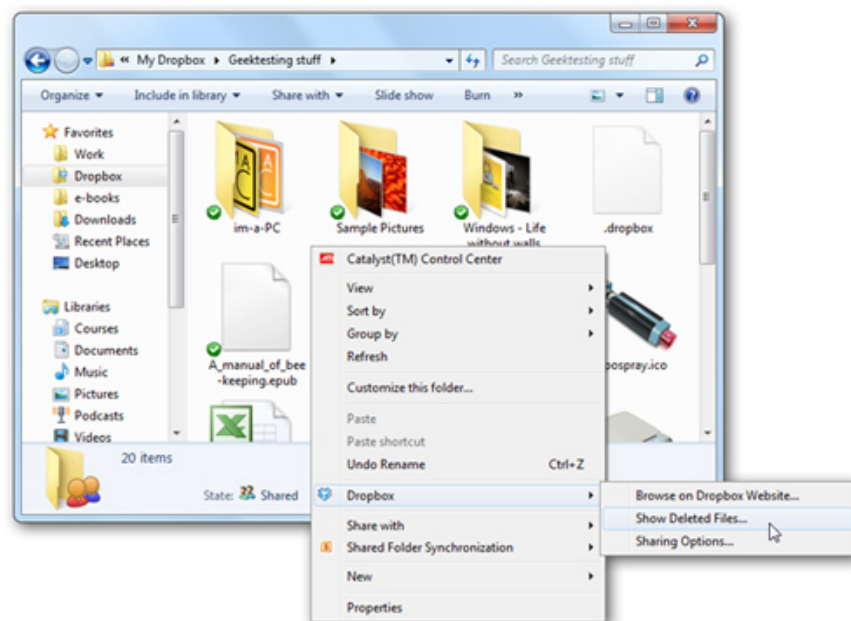 « My Dropbox ▸ Geektesting stuff ▸
Search Geektesting stuff
Organize ▾ Include in library ▾ Share with ▾ Slide show Burn »
Favorites
Work
Dropbox
e-books
Downloads
Recent Places
Desktop
Libraries
Courses
Documents
Music
Pictures
Podcasts
Videos
im-a-PC
Sample Pictures
Windows - Life
without walls
.dropbox
A_manual_of_bee
-keeping.epub
pospray.ico
20 items
State: Shared
Catalyst(TM) Control Center
View
Sort by
Group by
Refresh
Customize this folder...
Paste
Paste shortcut
Undo Rename Ctrl+Z
Dropbox
Share with
Shared Folder Synchronization
New
Properties
Browse on Dropbox Website...
Show Deleted Files...
Sharing Options...